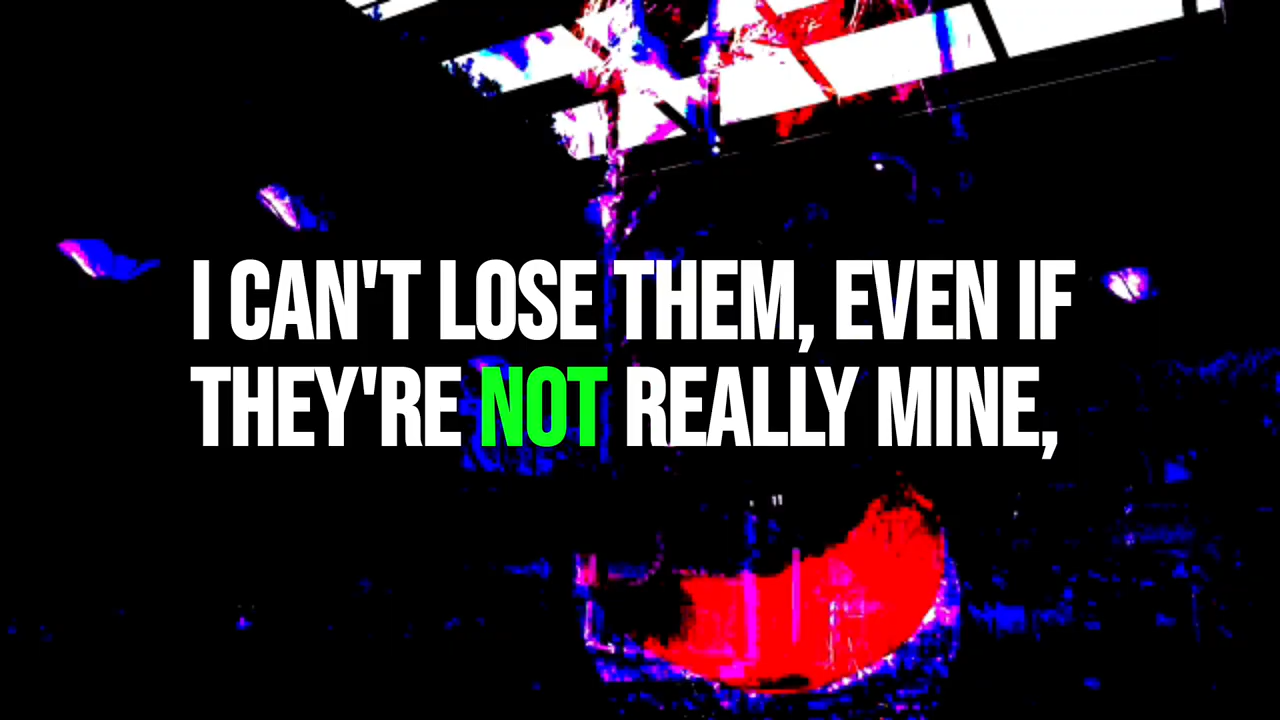 I CAN'T LOSE THEM, EVEN IF
THEY'RE NOT REALLY MINE,